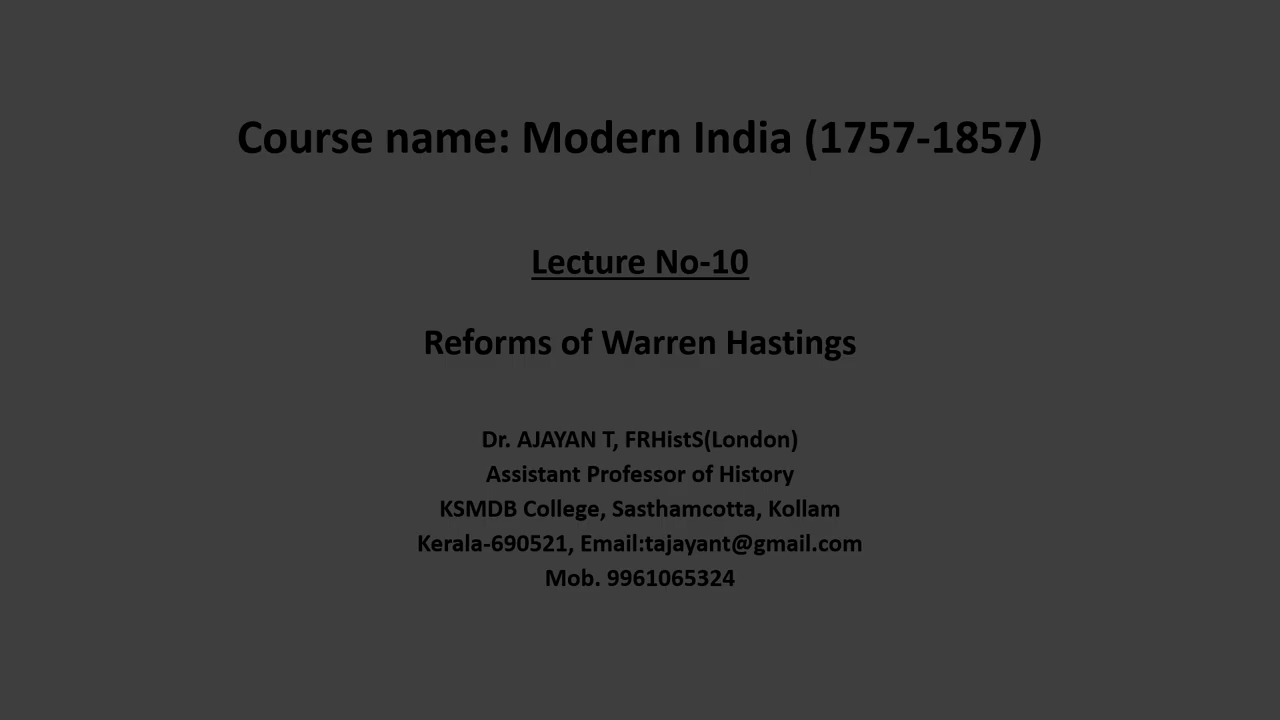 Course name: Modern India (1757-1857)
Lecture No-10
Reforms of Warren Hastings
Dr. AJAYAN T, FRHistS(London)
Assistant Professor of History
KSMDB College, Sasthamcotta, Kollam
Kerala-690521, Email:tajayant@gmail.com
Mob. 9961065324